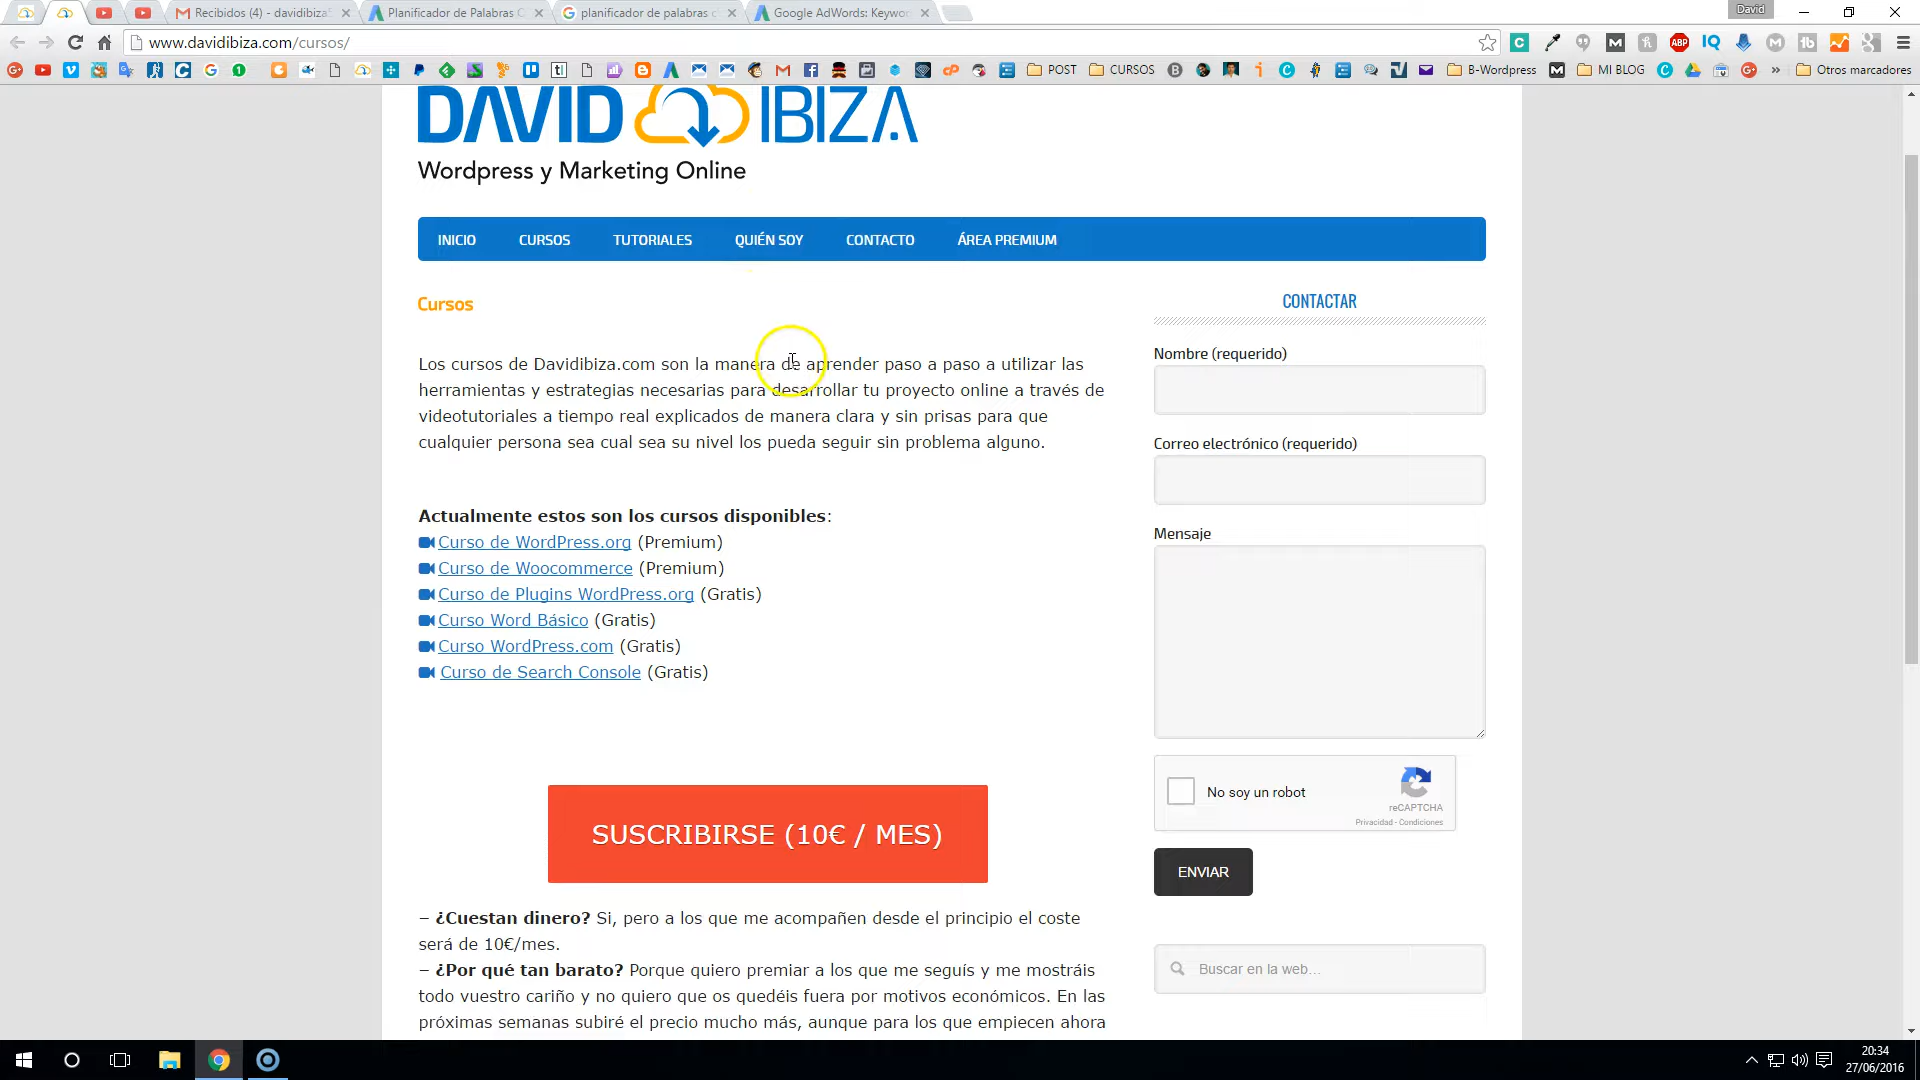 Recibidos (4) - davidibiza
Planificador de Palabras C
planificador de palabras c
Google AdWords: Keywo
David
www.davidibiza.com/cursos/
POST
CURSOS
B-Wordpress
MI BLOG
Otros marcadores
DAVID IBIZA
Wordpress y Marketing Online
INICIO
CURSOS
TUTORIALES
QUIÉN SOY
CONTACTO
ÁREA PREMIUM
Cursos
Los cursos de Davidibiza.com son la manera de aprender paso a paso a utilizar las
herramientas y estrategias necesarias para desarrollar tu proyecto online a través de
videotutoriales a tiempo real explicados de manera clara y sin prisas para que
cualquier persona sea cual sea su nivel los pueda seguir sin problema alguno.
Actualmente estos son los cursos disponibles:
Curso de WordPress.org (Premium)
Curso de Woocommerce (Premium)
Curso de Plugins WordPress.org (Gratis)
Curso Word Básico (Gratis)
Curso WordPress.com (Gratis)
Curso de Search Console (Gratis)
SUSCRIBIRSE (10€ / MES)
– ¿Cuestan dinero? Si, pero a los que me acompañen desde el principio el coste
será de 10€/mes.
– ¿Por qué tan barato? Porque quiero premiar a los que me seguís y me mostráis
todo vuestro cariño y no quiero que os quedéis fuera por motivos económicos. En las
próximas semanas subiré el precio mucho más, aunque para los que empiecen ahora
CONTACTAR
Nombre (requerido)
Correo electrónico (requerido)
Mensaje
No soy un robot
reCAPTCHA
Privacidad - Condiciones
ENVIAR
Buscar en la web...
20:34
27/06/2016